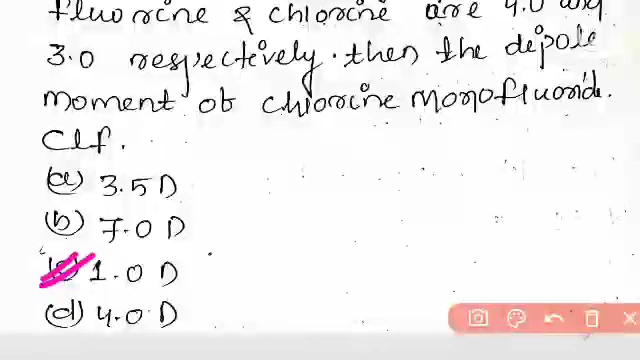 fluorine & chlorine are 4.0 and
3.0 respectively. then the depole
moment of chlorine monofluoride.
Clf.
(a) 3.5 D
(b) 7.0 D
(c) 1.0 D
(d) 4.0 D